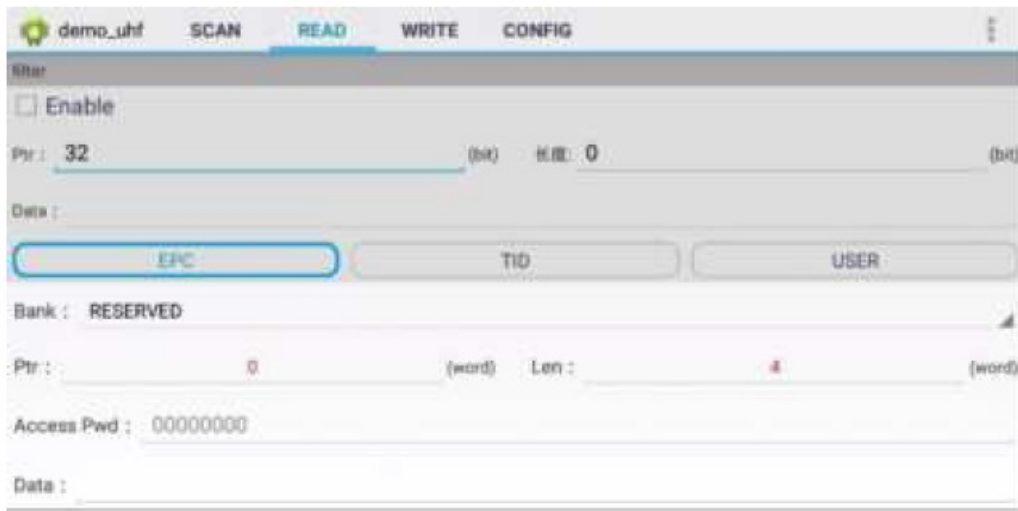 demo_uhf SCAN READ WRITE CONFIG
filter
Enable
Ptr : 32 (bit) 长度: 0 (bit)
Data :
EPC TID USER
Bank : RESERVED
Ptr : 0 (word) Len : 4 (word)
Access Pwd : 00000000
Data :